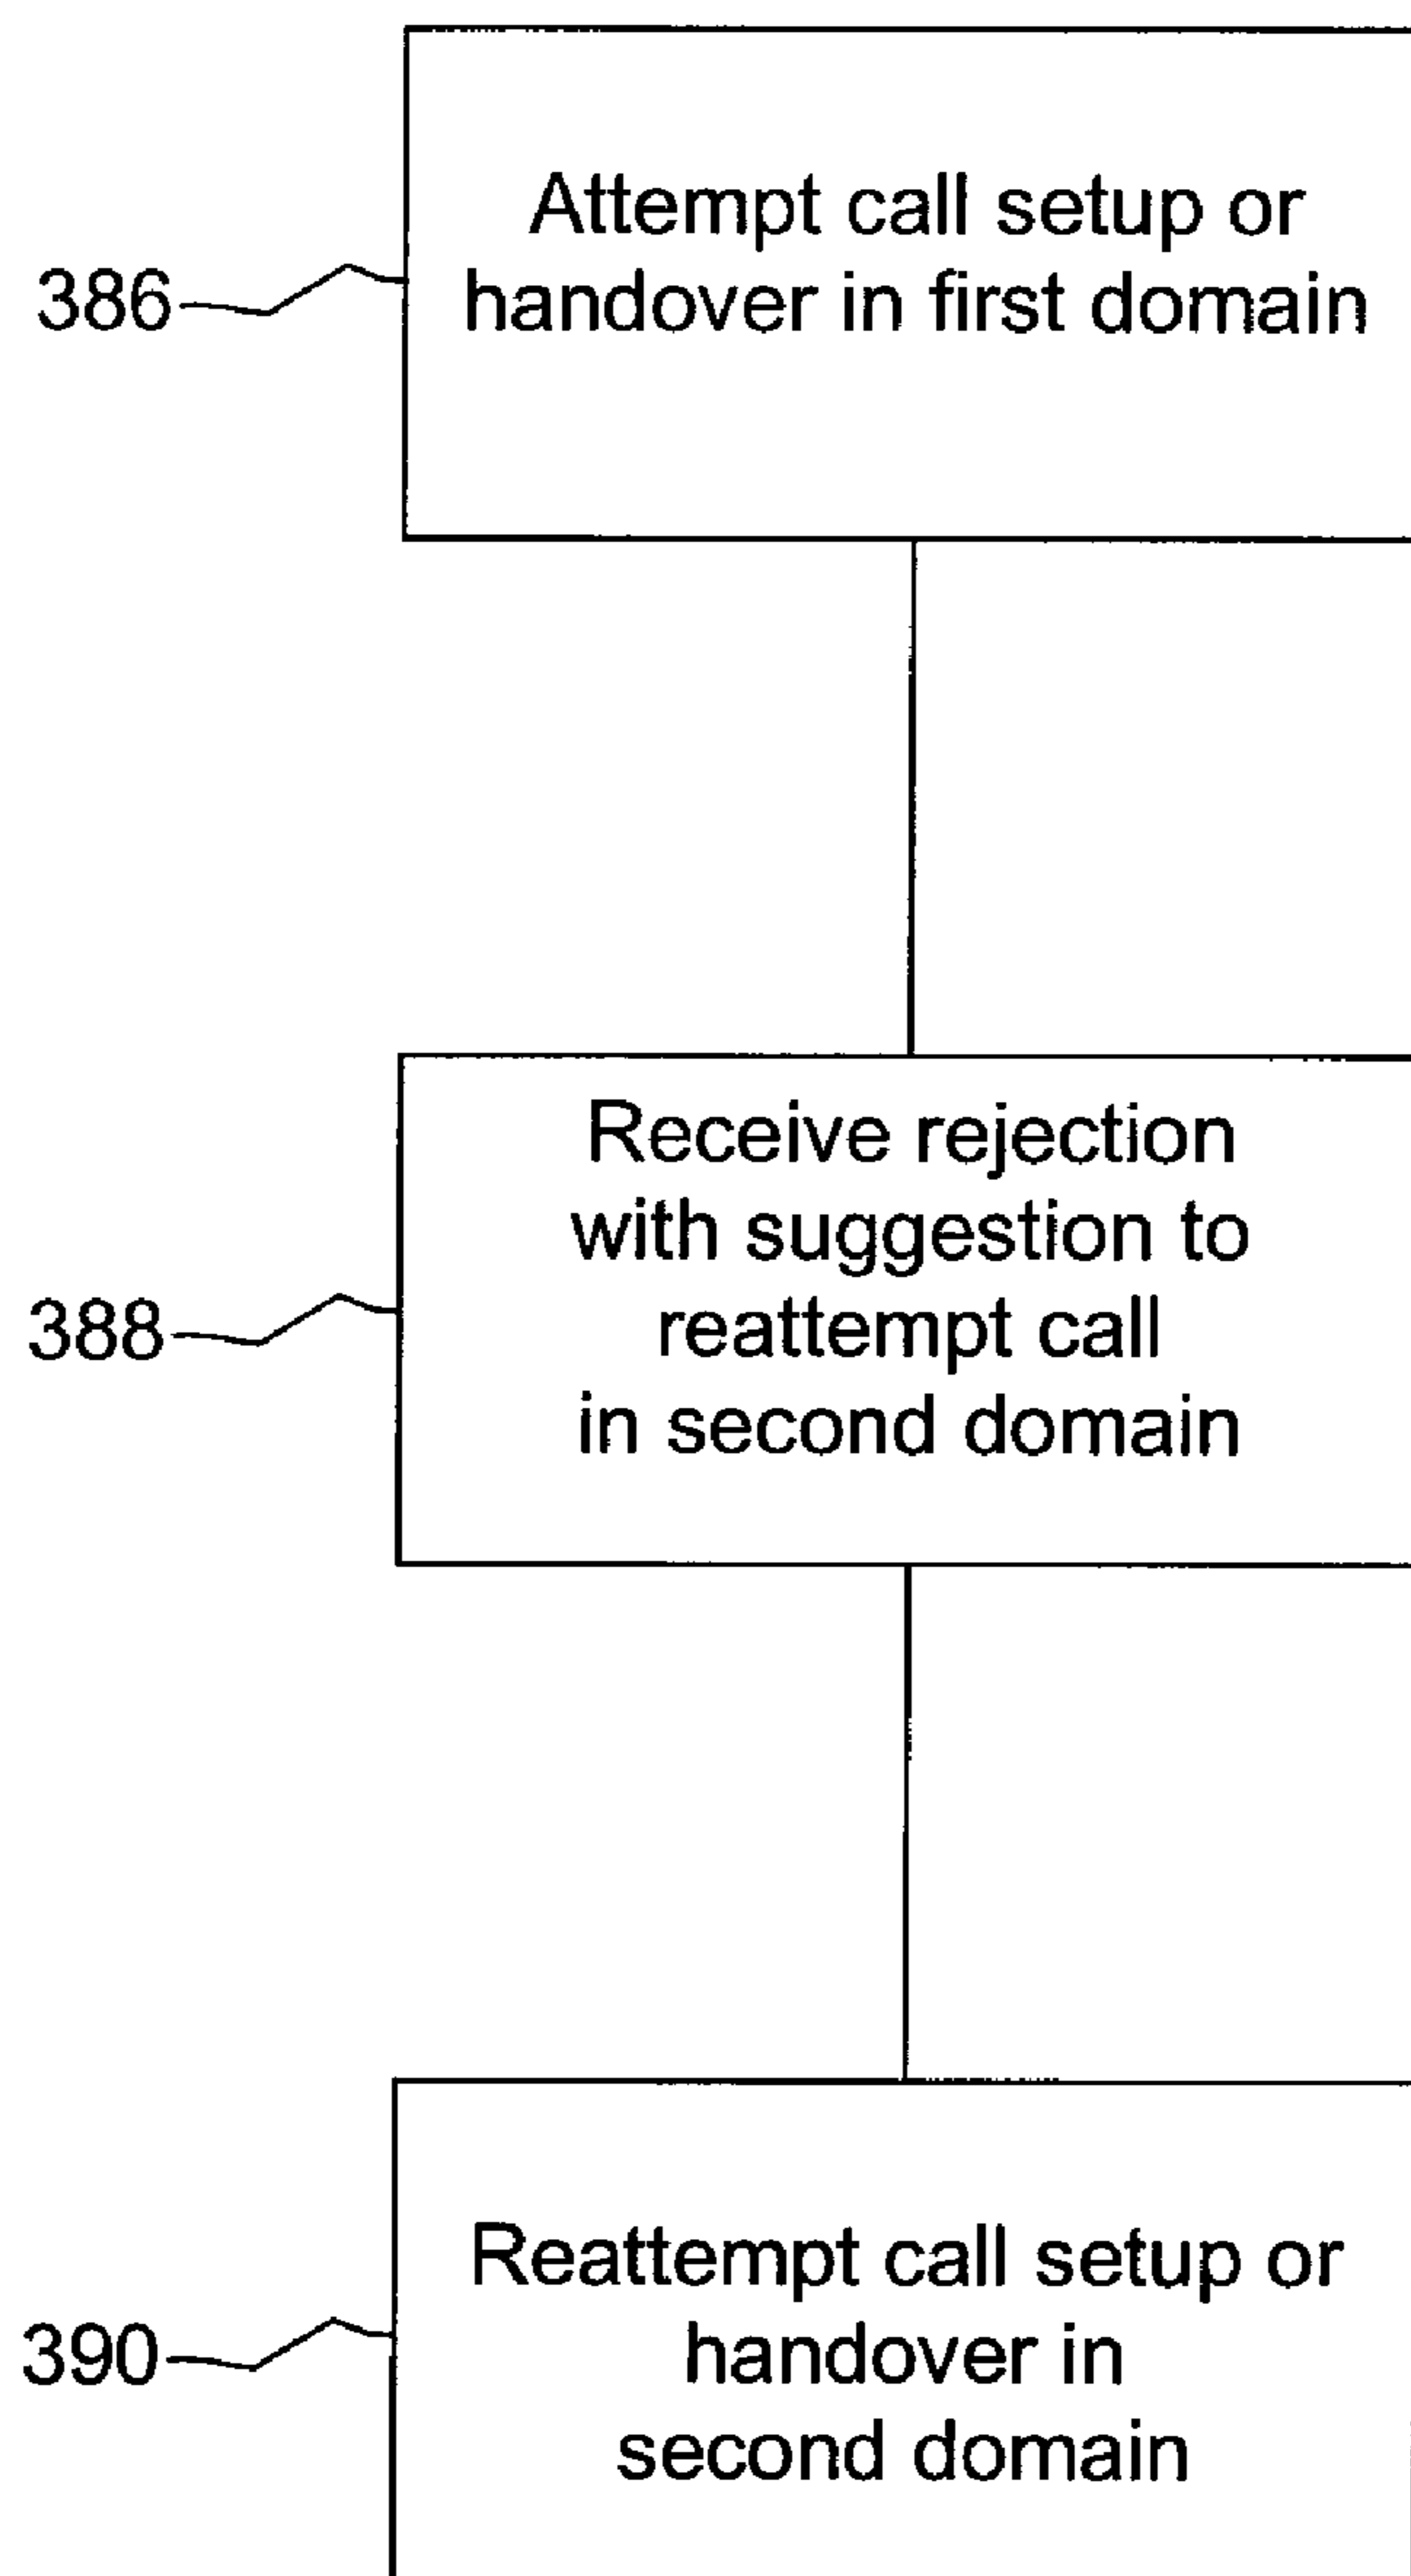 Attempt call setup or
handover in first domain
386
Receive rejection
with suggestion to
reattempt call
in second domain
388
Reattempt call setup or
handover in
second domain
390